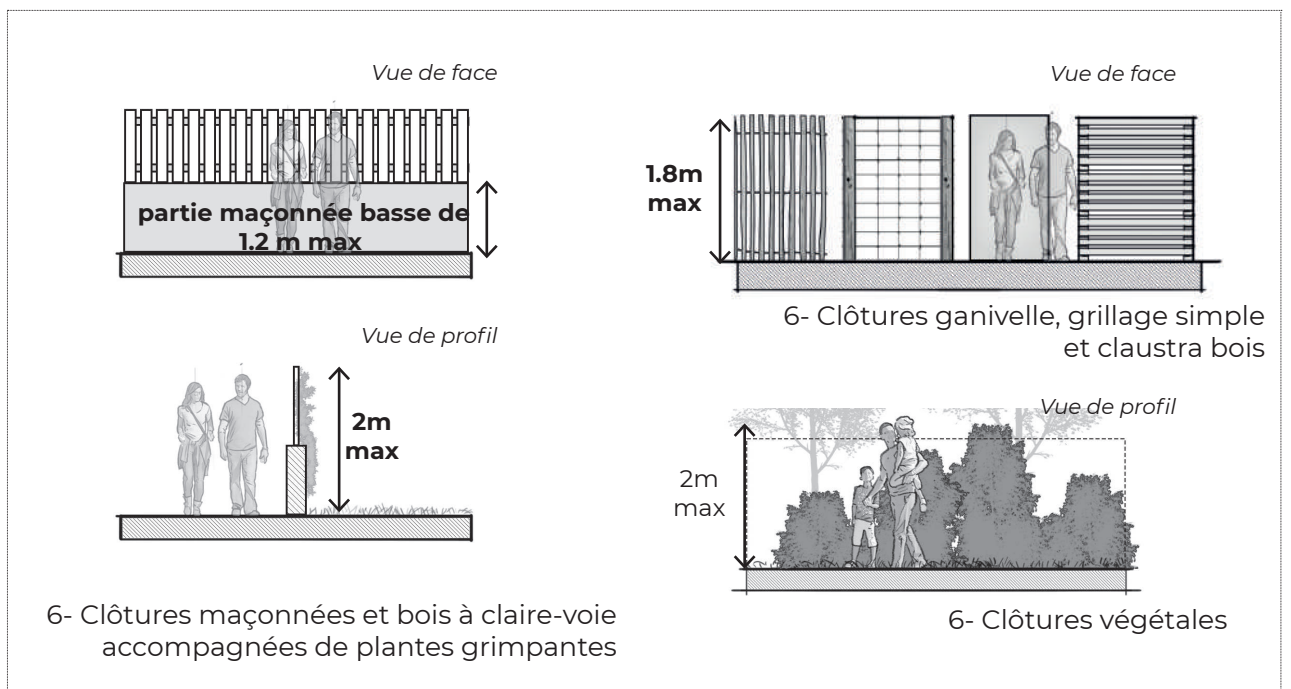 Vue de face
partie maçonnée basse de
1.2 m max
Vue de profil
2m
max
6- Clôtures maçonnées et bois à claire-voie
accompagnées de plantes grimpantes
Vue de face
1.8m
max
6- Clôtures ganivelle, grillage simple
et claustra bois
Vue de profil
2m
max
6- Clôtures végétales